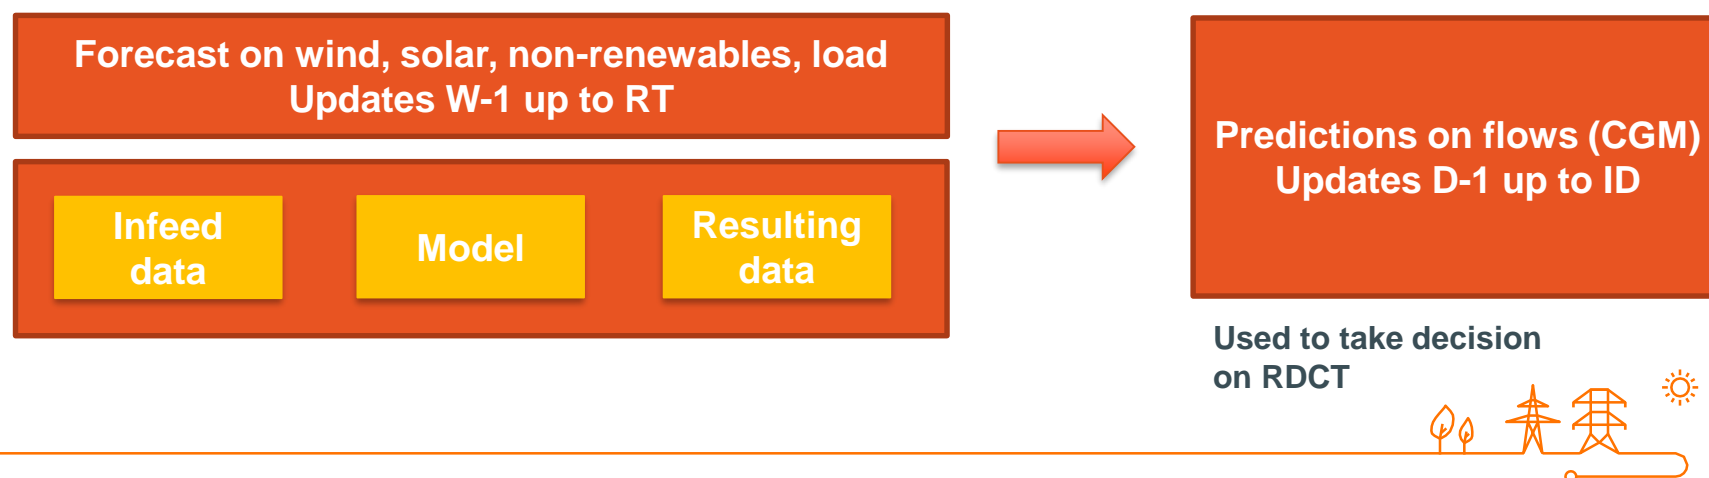 Forecast on wind, solar, non-renewables, load
Updates W-1 up to RT
Infeed
data
Model
Resulting
data
Predictions on flows (CGM)
Updates D-1 up to ID
Used to take decision
on RDCT